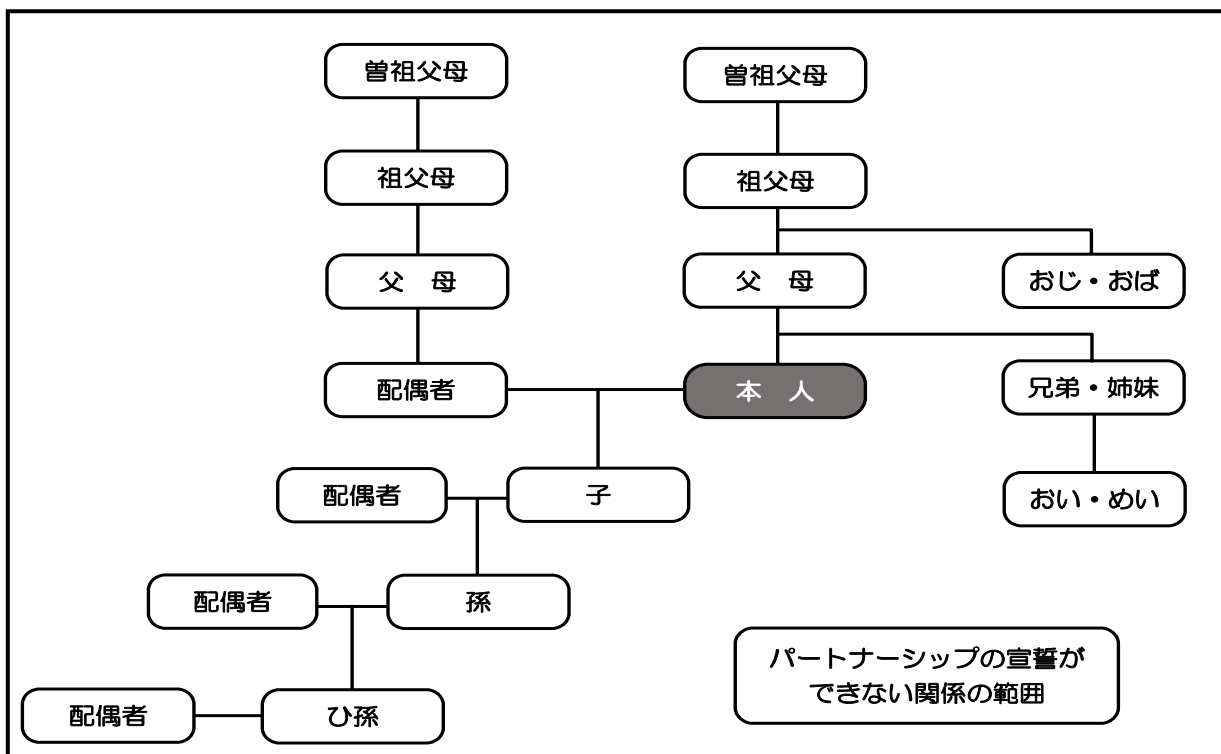 曽祖父母
曽祖父母
祖父母
祖父母
父　母
父　母
おじ・おば
配偶者
本　人
兄弟・姉妹
配偶者
子
おい・めい
配偶者
孫
パートナーシップの宣誓が
できない関係の範囲
配偶者
ひ孫